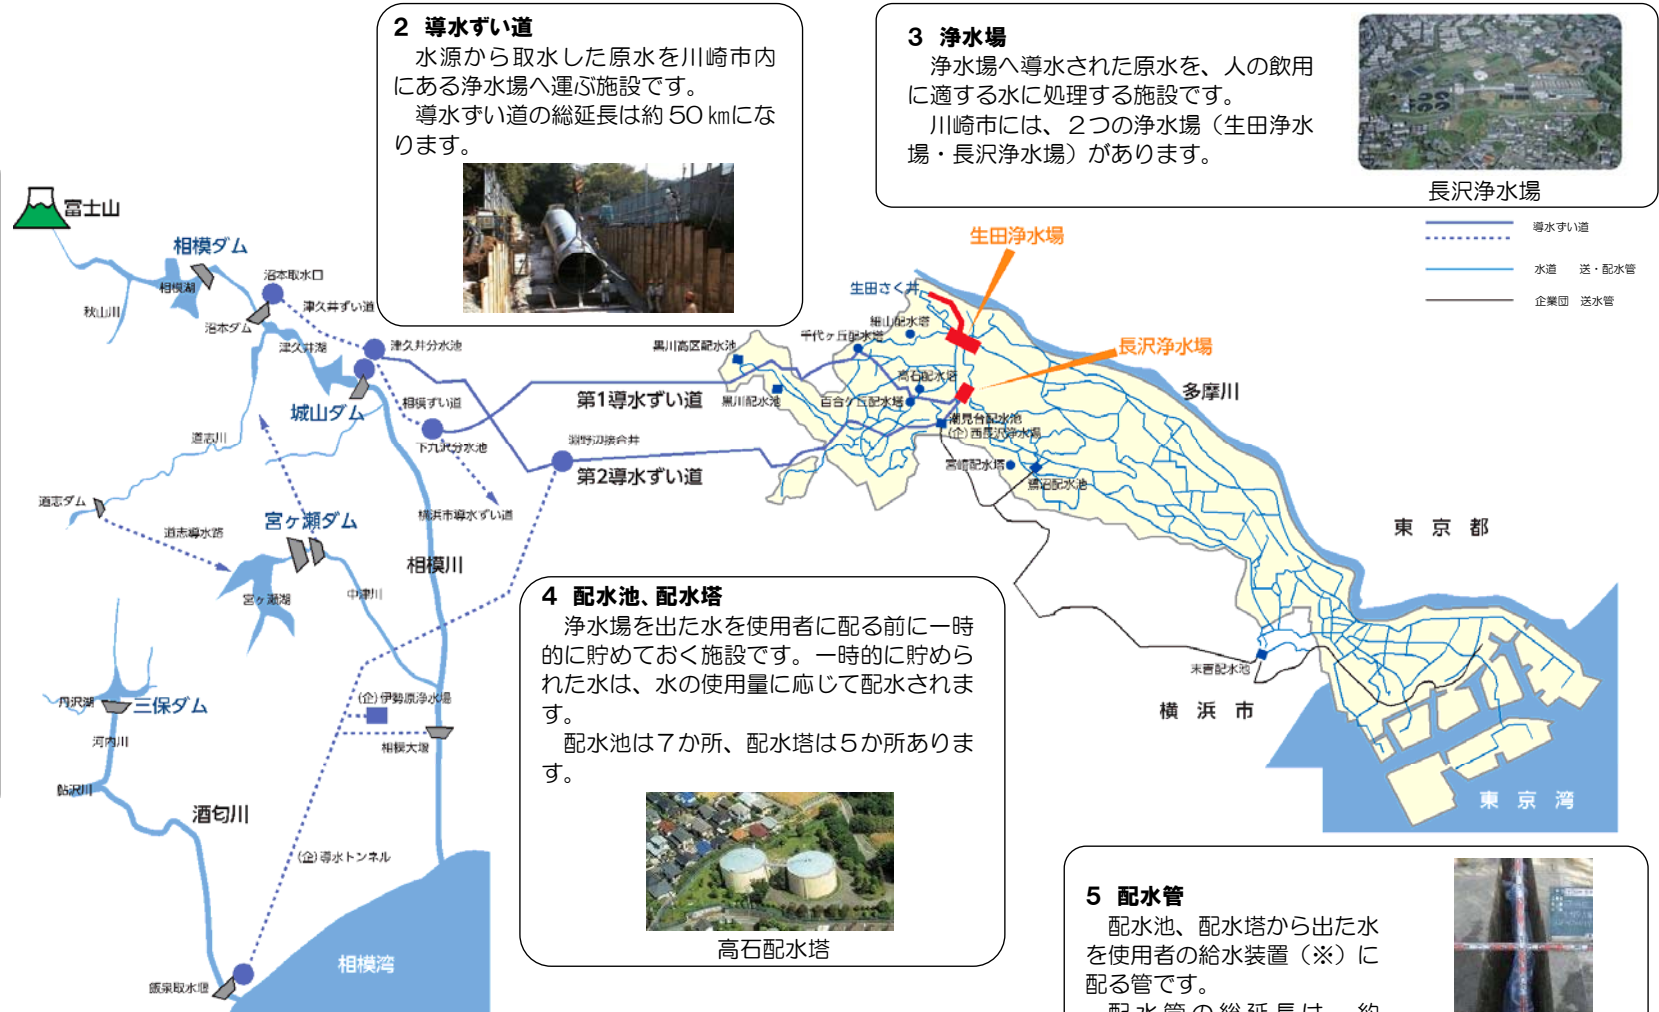 2 導水ずい道
水源から取水した原水を川崎市内
にある浄水場へ運ぶ施設です。
導水ずい道の総延長は約 50 ㎞にな
ります。
3 浄水場
浄水場へ導水された原水を、人の飲用
に適する水に処理する施設です。
川崎市には、2つの浄水場(生田浄水
場・長沢浄水場)があります。
長沢浄水場
導水ずい道
水道 送・配水管
企業団 送水管
富士山
相模ダム
相模湖
秋山川
沼本取水口
津久井ずい道
沼本ダム
津久井湖
津久井分水池
城山ダム
相模ずい道
下九沢分水池
道志川
道志ダム
道志導水路
宮ヶ瀬ダム
宮ヶ瀬湖
中津川
相模川
横浜市導水ずい道
第1導水ずい道
第2導水ずい道
淵野辺接合井
黒川高区配水池
黒川配水池
千代ヶ丘配水塔
細山配水塔
生田さく井
生田浄水場
長沢浄水場
高石配水塔
百合ヶ丘配水塔
潮見台配水池
(企)西長沢浄水場
宮崎配水塔
鷺沼配水池
多摩川
東京都
末吉配水池
横浜市
東京湾
丹沢湖
三保ダム
河内川
鮎沢川
酒匂川
(企)伊勢原浄水場
相模大堰
(企)導水トンネル
飯泉取水堰
相模湾
4 配水池、配水塔
浄水場を出た水を使用者に配る前に一時
的に貯めておく施設です。一時的に貯めら
れた水は、水の使用量に応じて配水されま
す。
配水池は7か所、配水塔は5か所ありま
す。
高石配水塔
5 配水管
配水池、配水塔から出た水
を使用者の給水装置(※)に
配る管です。
配水管の総延長は、約